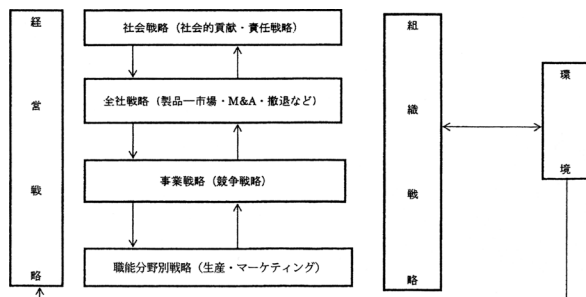 経営戦略
社会戦略（社会的貢献・責任戦略）
全社戦略（製品―市場・M&A・撤退など）
事業戦略（競争戦略）
職能分野別戦略（生産・マーケティング）
組織戦略
環境